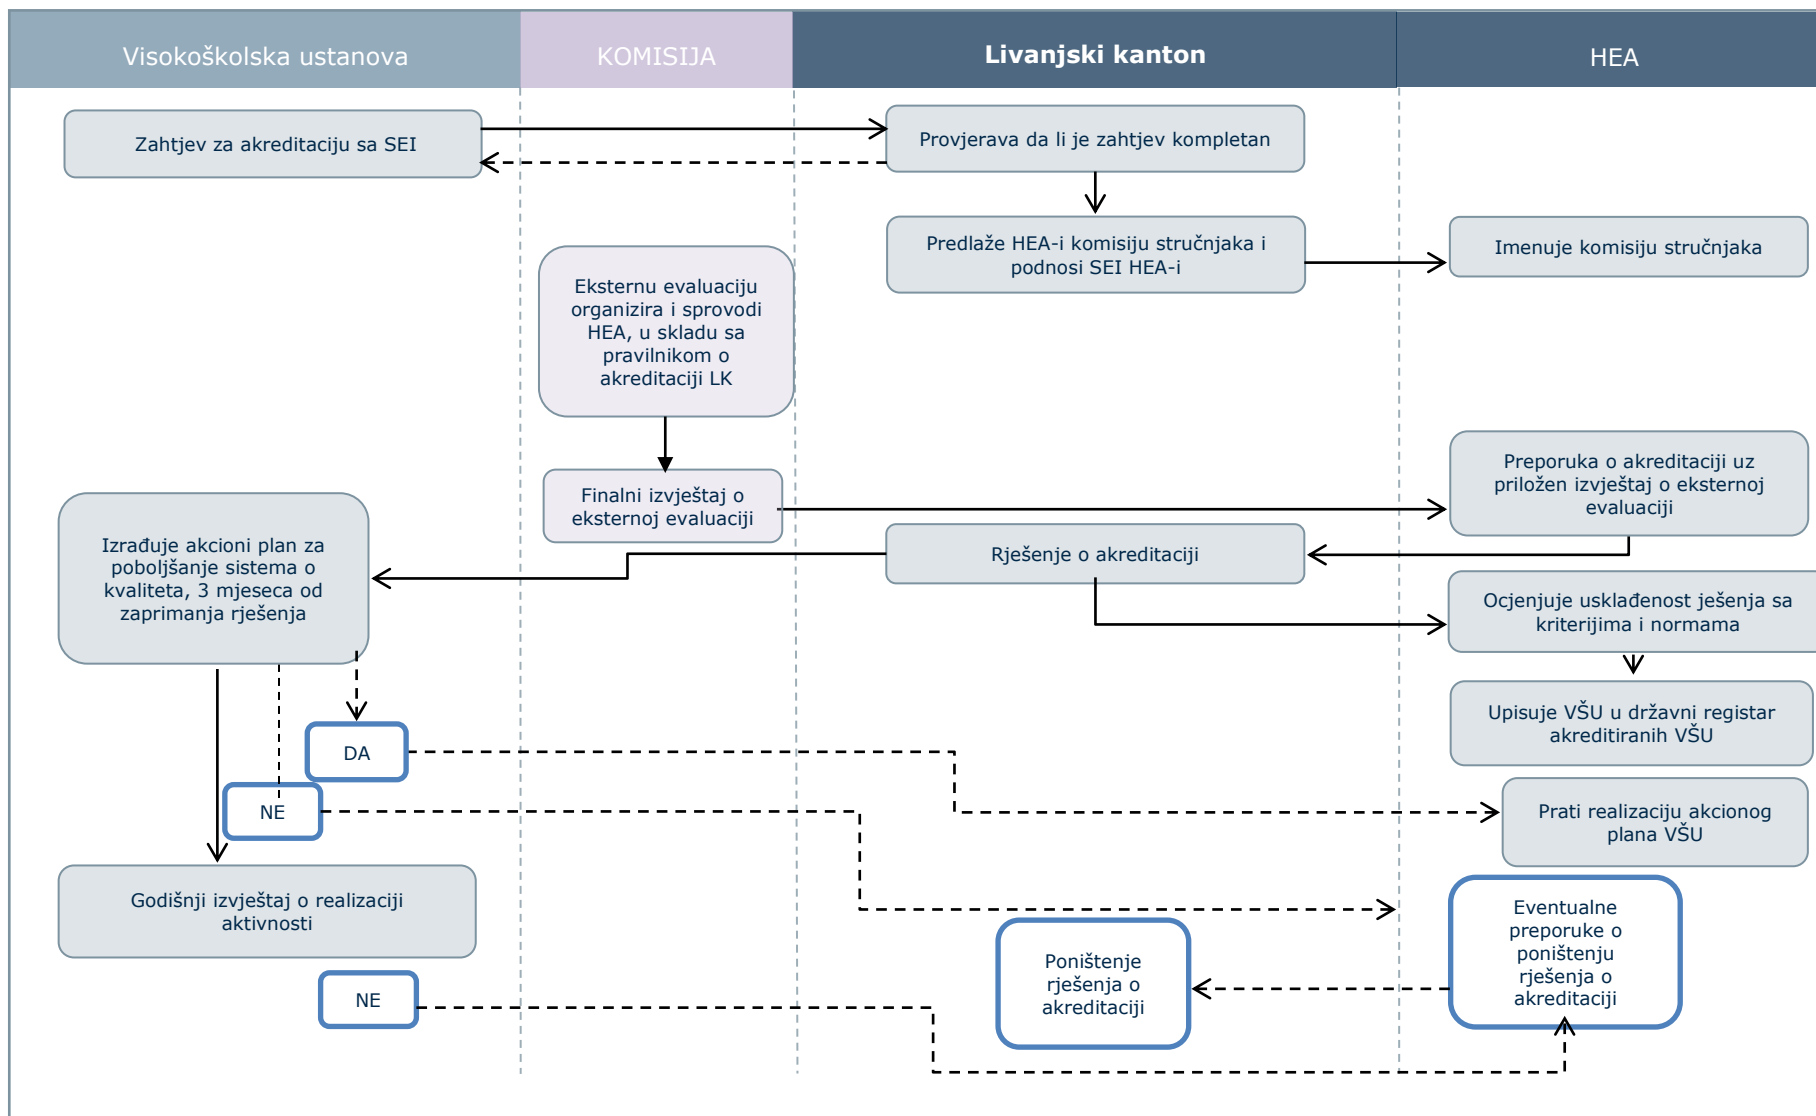 Visokoškolska ustanova
KOMISIJA
Livanjski kanton
HEA
Zahtjev za akreditaciju sa SEI
Provjerava da li je zahtjev kompletan
Predlaže HEA-i komisiju stručnjaka i
podnosi SEI HEA-i
Imenuje komisiju stručnjaka
Eksternu evaluaciju
organizira i sprovodi
HEA, u skladu sa
pravilnikom o
akreditaciji LK
Finalni izvještaj o
eksternoj evaluaciji
Preporuka o akreditaciji uz
priložen izvještaj o eksternoj
evaluaciji
Izrađuje akcioni plan za
poboljšanje sistema o
kvaliteta, 3 mjeseca od
zaprimanja rješenja
Rješenje o akreditaciji
Ocjenjuje usklađenost ješenja sa
kriterijima i normama
Upisuje VŠU u državni registar
akreditiranih VŠU
DA
NE
Prati realizaciju akcionog
plana VŠU
Godišnji izvještaj o realizaciji
aktivnosti
Eventualne
preporuke o
poništenju
rješenja o
akreditaciji
Poništenje
rješenja o
akreditaciji
NE